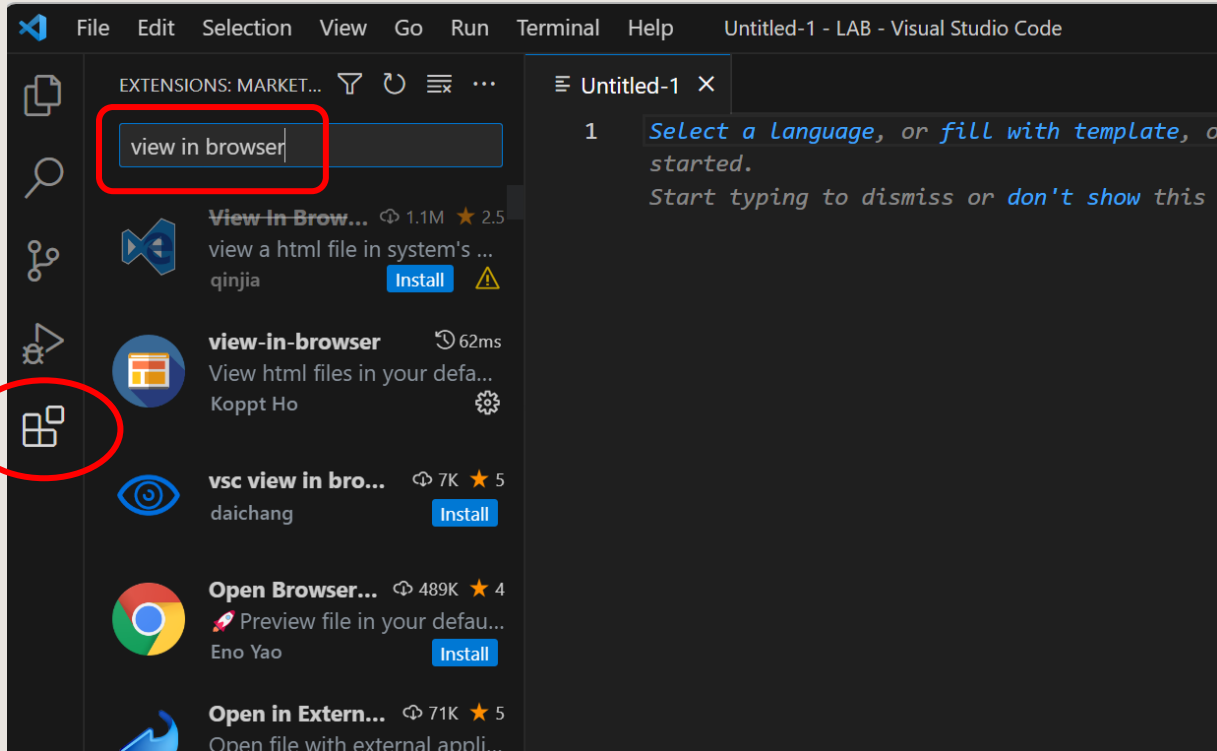 File Edit Selection View Go Run Terminal Help Untitled-1 - LAB - Visual Studio Code
EXTENSIONS: MARKET...
view in browser
View In Brow... 1.1M 2.5
view a html file in system's ...
qinjia Install
view-in-browser 62ms
View html files in your defa...
Koppt Ho
vsc view in bro... 7K 5
daichang Install
Open Browser... 489K 4
Preview file in your defau...
Eno Yao Install
Open in Extern... 71K 5
Open file with external appli...
Untitled-1
1 Select a language, or fill with template, o
started.
Start typing to dismiss or don't show this